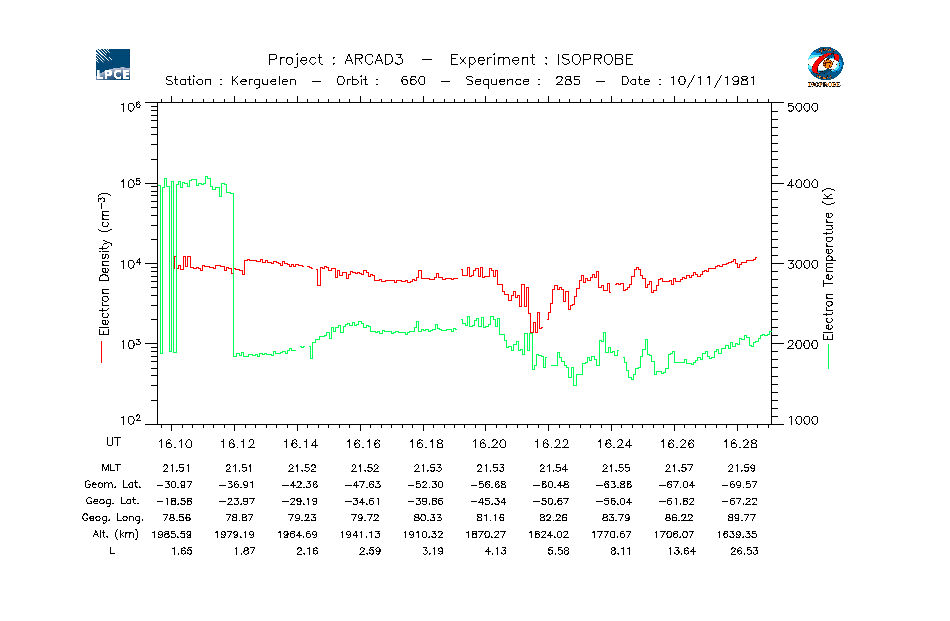 LPCE
Project : ARCAD3 — Experiment : ISOPROBE
ISOPROBE
Station : Kerguelen — Orbit : 660 — Sequence : 285 — Date : 10/11/1981
10⁶ 5000
10⁵ 4000
10⁴ 3000
10³ 2000
10² 1000
Electron Density (cm⁻³)
Electron Temperature (K)
UT 16.10 16.12 16.14 16.16 16.18 16.20 16.22 16.24 16.26 16.28
MLT 21.51 21.51 21.52 21.52 21.53 21.53 21.54 21.55 21.57 21.59
Geom. Lat. −30.97 −36.91 −42.36 −47.63 −52.30 −56.68 −60.48 −63.88 −67.04 −69.57
Geog. Lat. −18.56 −23.97 −29.19 −34.61 −39.86 −45.34 −50.67 −56.04 −61.82 −67.22
Geog. Long. 78.56 78.87 79.23 79.72 80.33 81.16 82.26 83.79 86.22 89.77
Alt. (km) 1985.59 1979.19 1964.69 1941.13 1910.32 1870.27 1824.02 1770.67 1706.07 1639.35
L 1.65 1.87 2.16 2.59 3.19 4.13 5.58 8.11 13.64 26.53